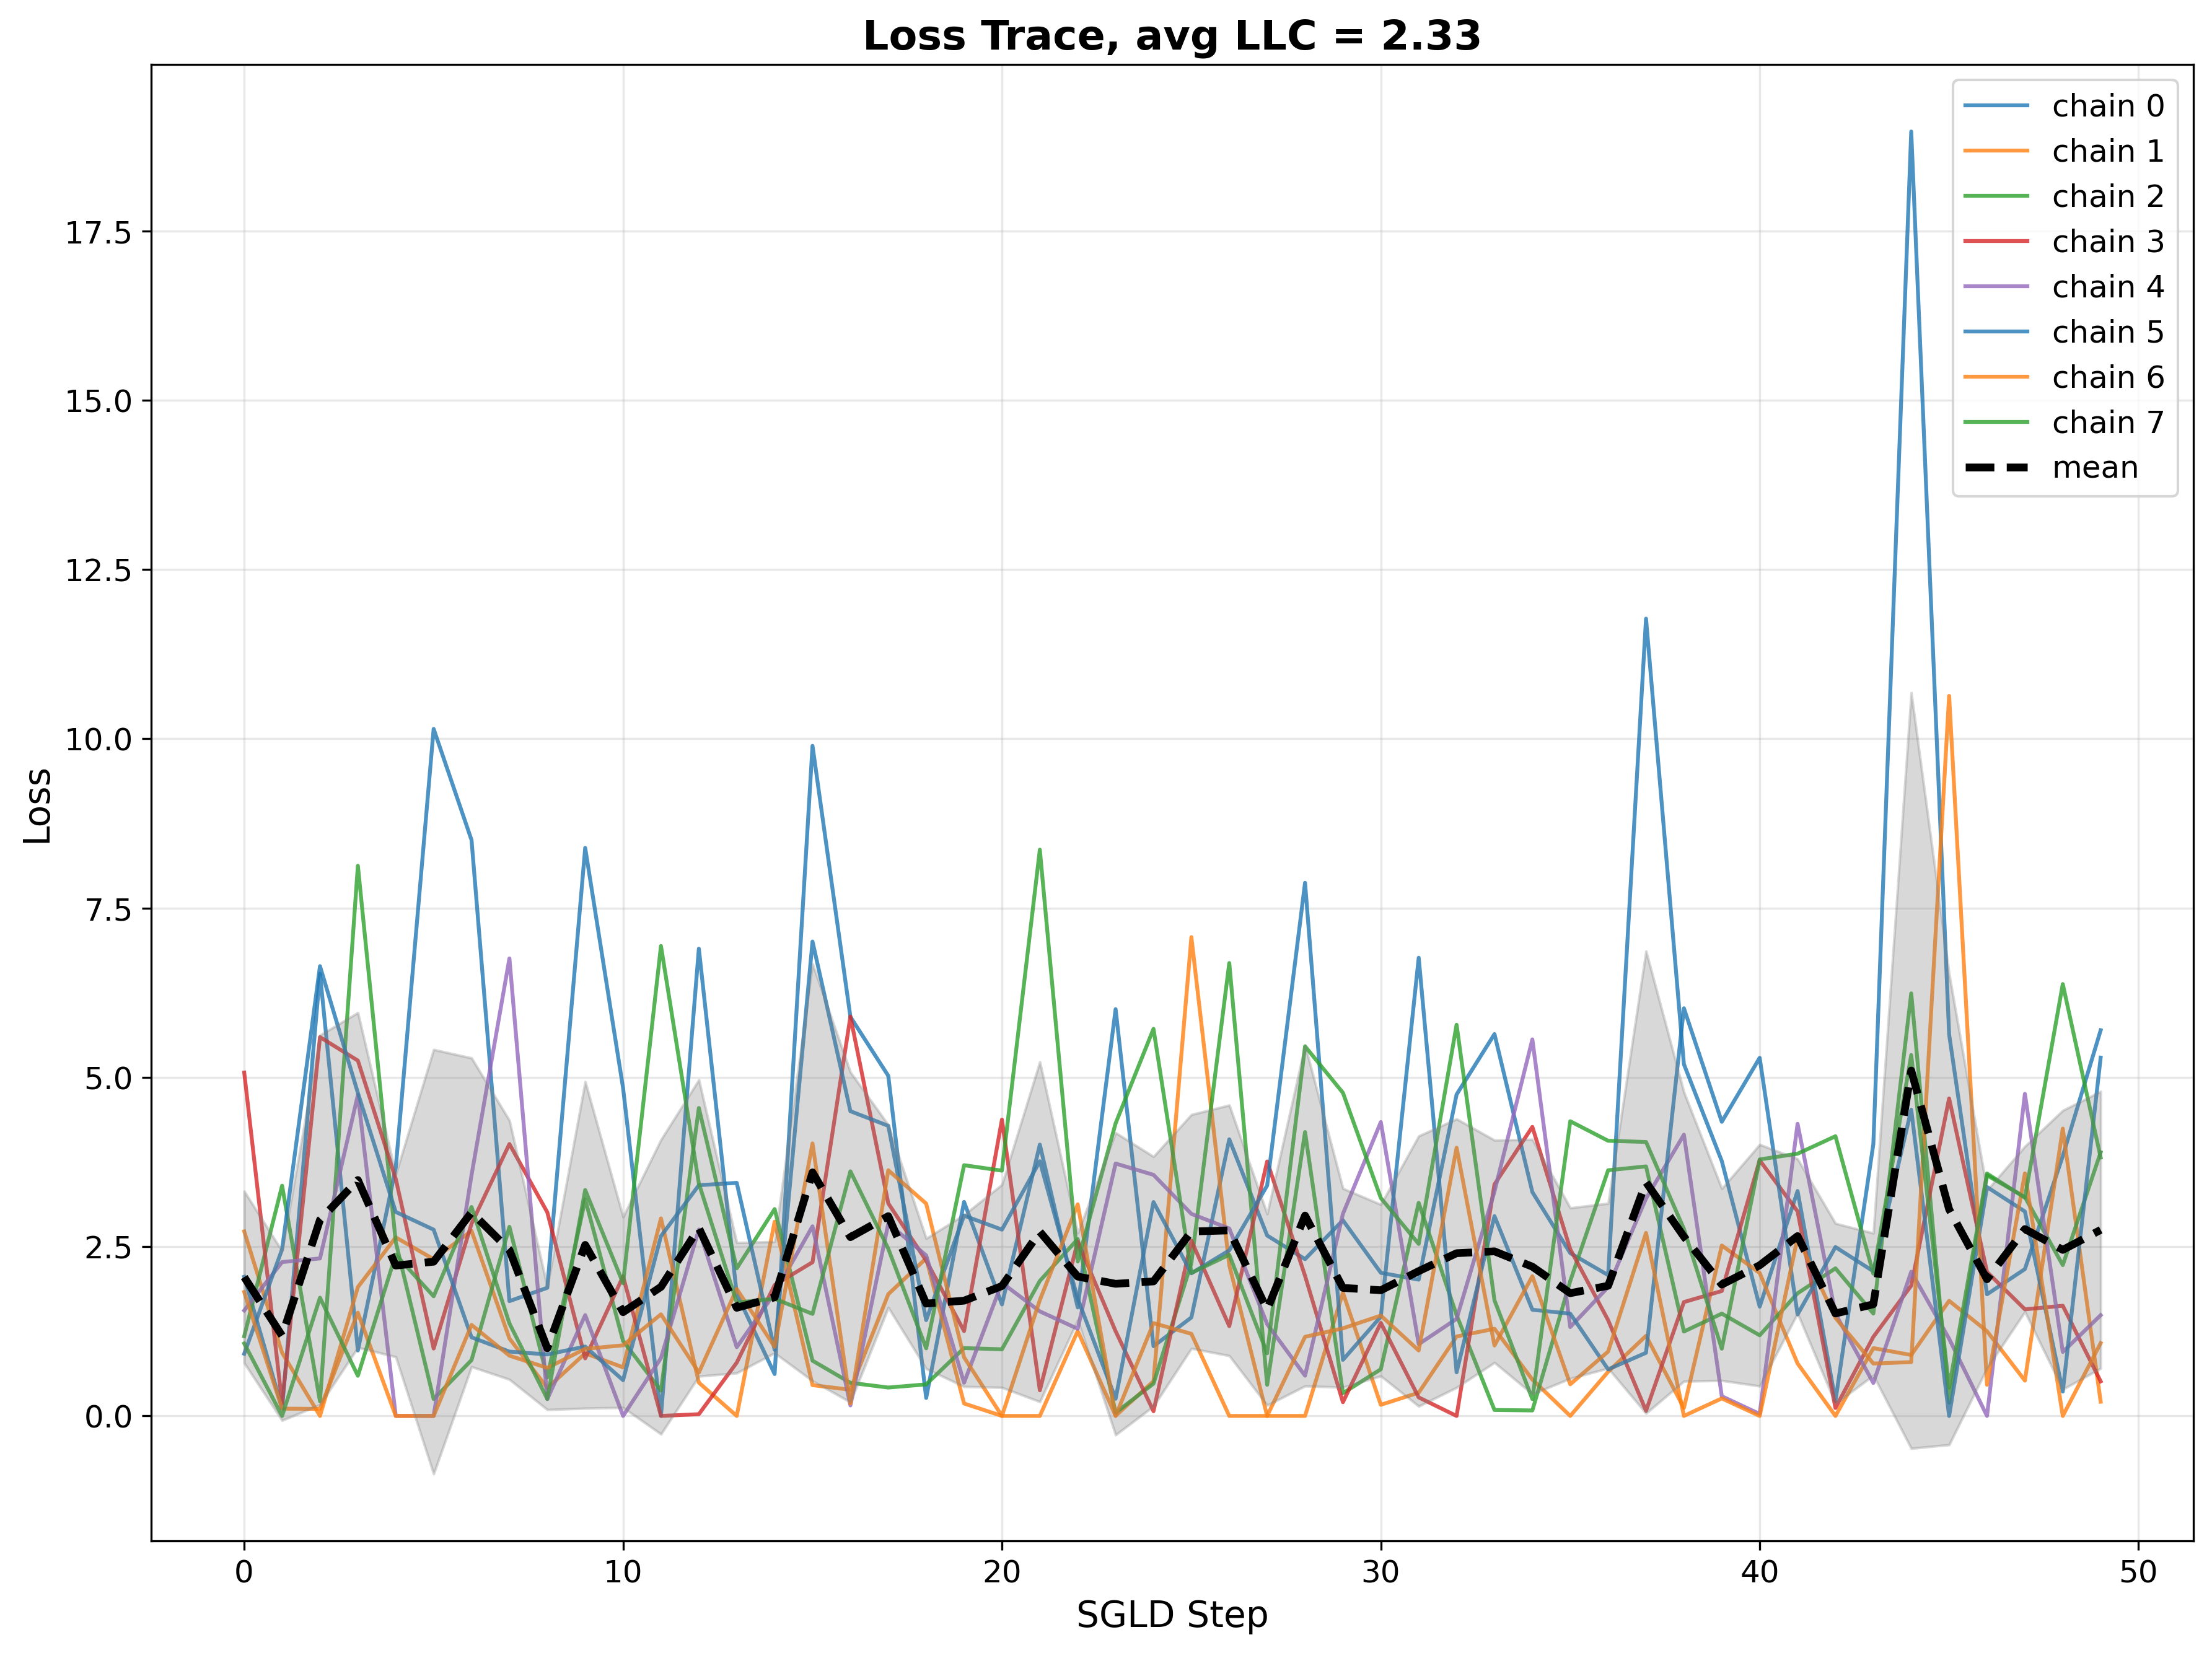 Loss Trace, avg LLC = 2.33
chain 0
chain 1
chain 2
chain 3
chain 4
chain 5
chain 6
chain 7
mean
17.5
15.0
12.5
10.0
7.5
5.0
2.5
0.0
Loss
0 10 20 30 40 50
SGLD Step